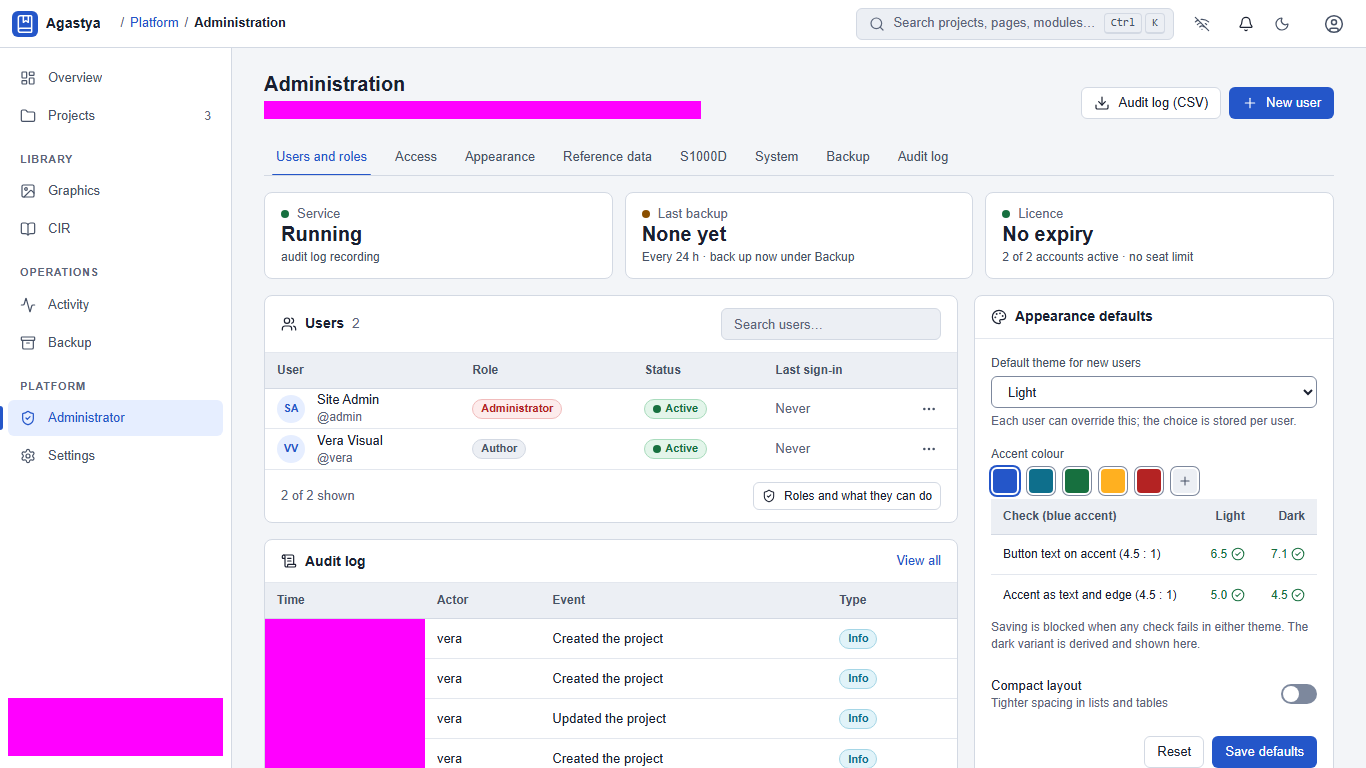 Agastya
/ Platform / Administration
Search projects, pages, modules... Ctrl K
Overview
Projects 3
LIBRARY
Graphics
CIR
OPERATIONS
Activity
Backup
PLATFORM
Administrator
Settings
Administration
Audit log (CSV)
New user
Users and roles Access Appearance Reference data S1000D System Backup Audit log
Service
Running
audit log recording
Last backup
None yet
Every 24 h · back up now under Backup
Licence
No expiry
2 of 2 accounts active · no seat limit
Users 2
Search users...
User Role Status Last sign-in
SA Site Admin Administrator Active Never
@admin
VV Vera Visual Author Active Never
@vera
2 of 2 shown
Roles and what they can do
Audit log View all
Time Actor Event Type
vera Created the project Info
vera Created the project Info
vera Updated the project Info
vera Created the project Info
Appearance defaults
Default theme for new users
Light
Each user can override this; the choice is stored per user.
Accent colour
Check (blue accent) Light Dark
Button text on accent (4.5 : 1) 6.5 7.1
Accent as text and edge (4.5 : 1) 5.0 4.5
Saving is blocked when any check fails in either theme. The
dark variant is derived and shown here.
Compact layout
Tighter spacing in lists and tables
Reset Save defaults